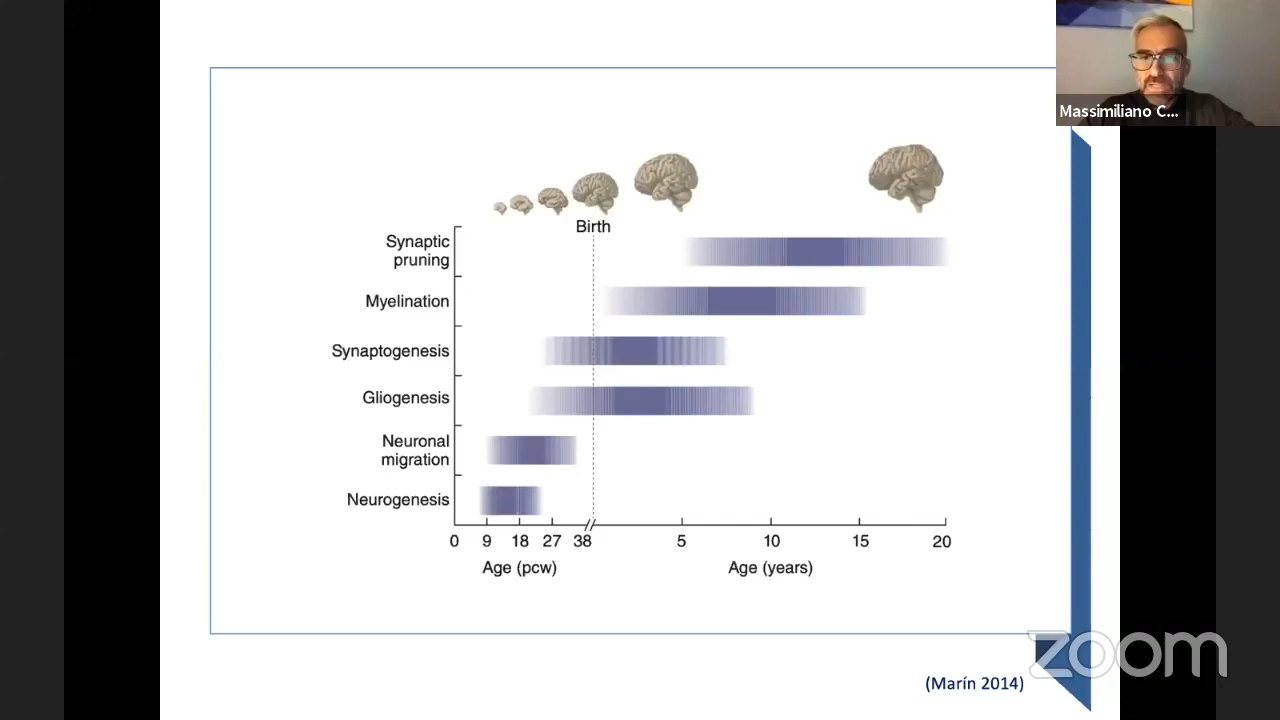 Massimiliano C...
Birth
Synaptic
pruning
Myelination
Synaptogenesis
Gliogenesis
Neuronal
migration
Neurogenesis
0 9 18 27 38 5 10 15 20
Age (pcw) Age (years)
zoom
(Marín 2014)